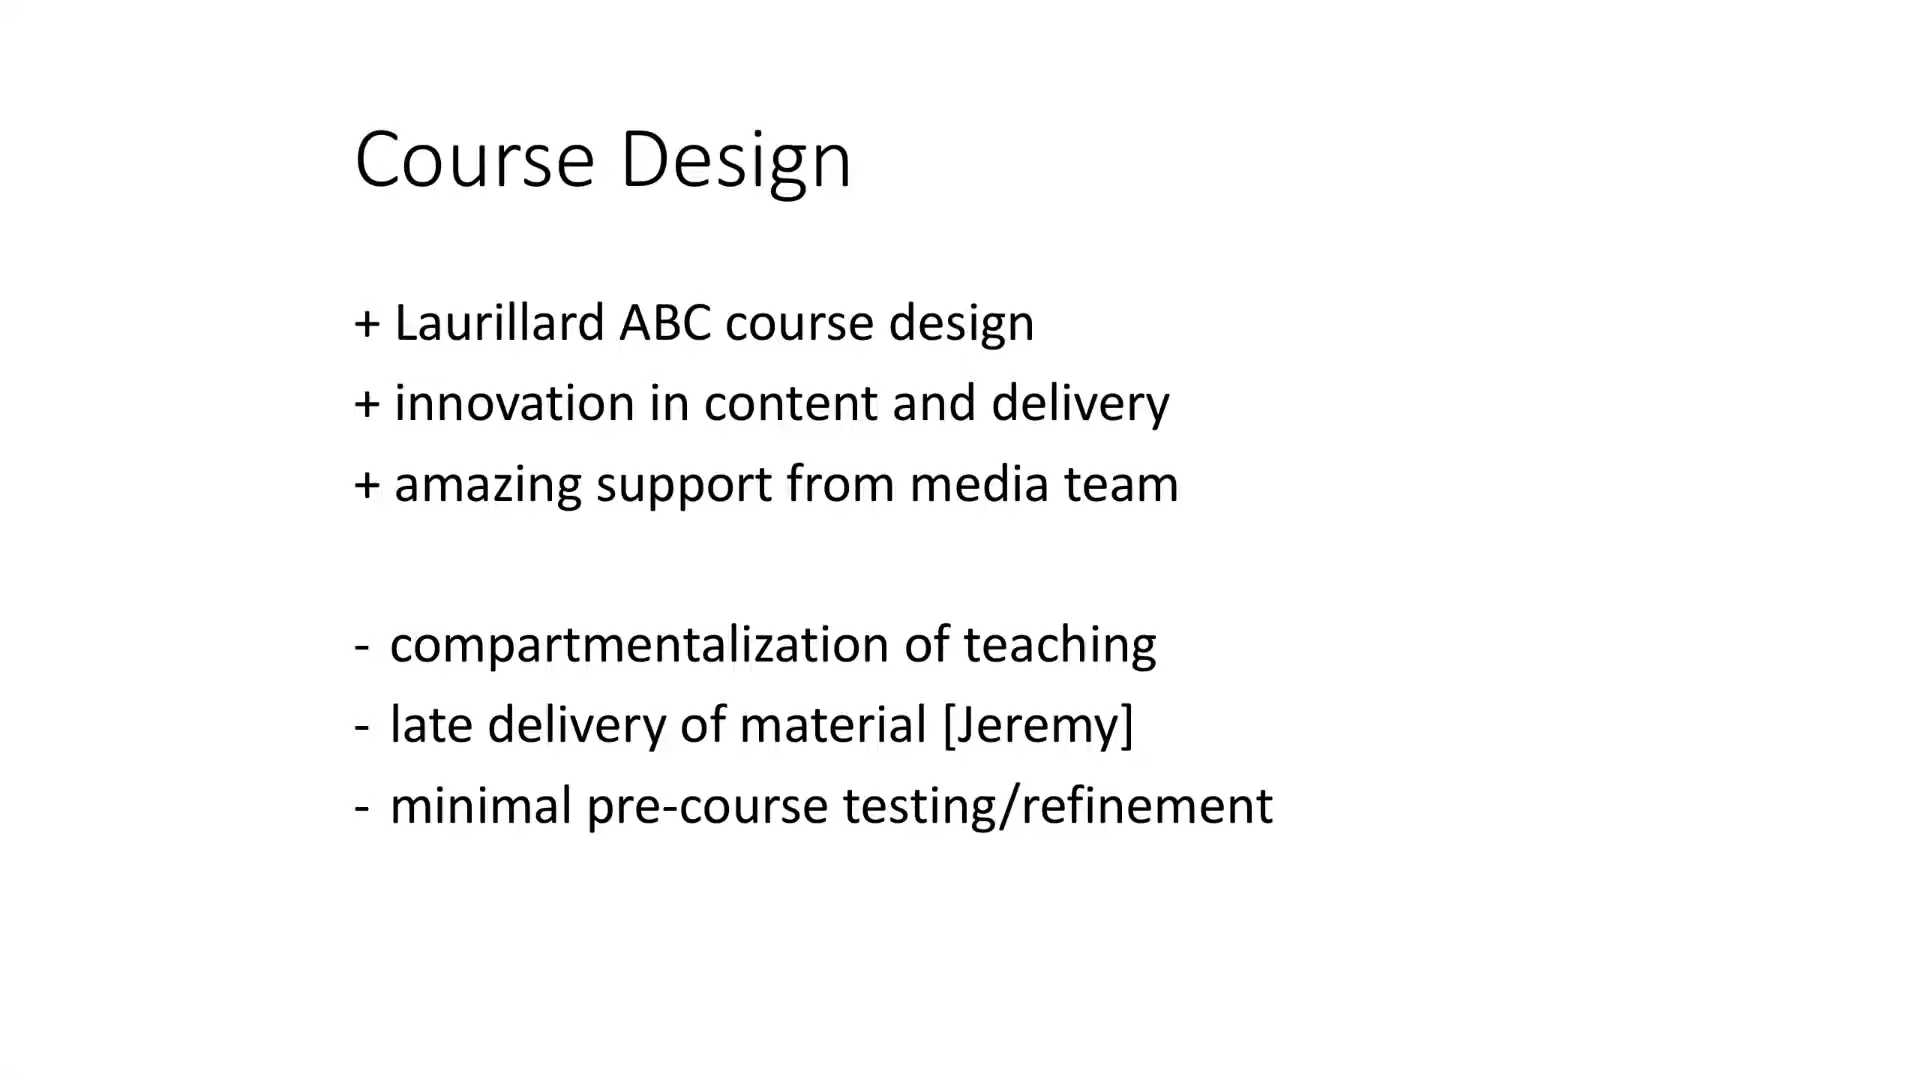 Course Design
+ Laurillard ABC course design
+ innovation in content and delivery
+ amazing support from media team
- compartmentalization of teaching
- late delivery of material [Jeremy]
- minimal pre-course testing/refinement